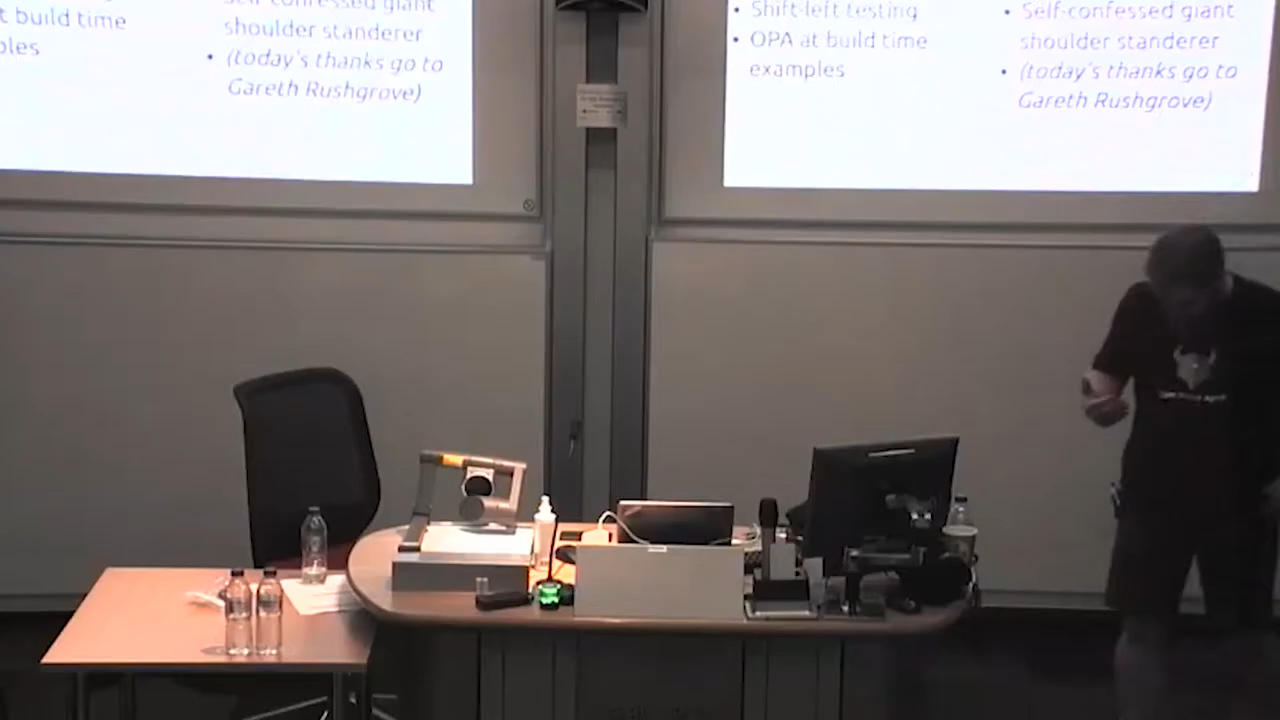 t build time
shoulder standerer
(today's thanks go to
Gareth Rushgrove)
• Shift-left testing
• OPA at build time
examples
• Self-confessed giant
shoulder standerer
• (today's thanks go to
Gareth Rushgrove)